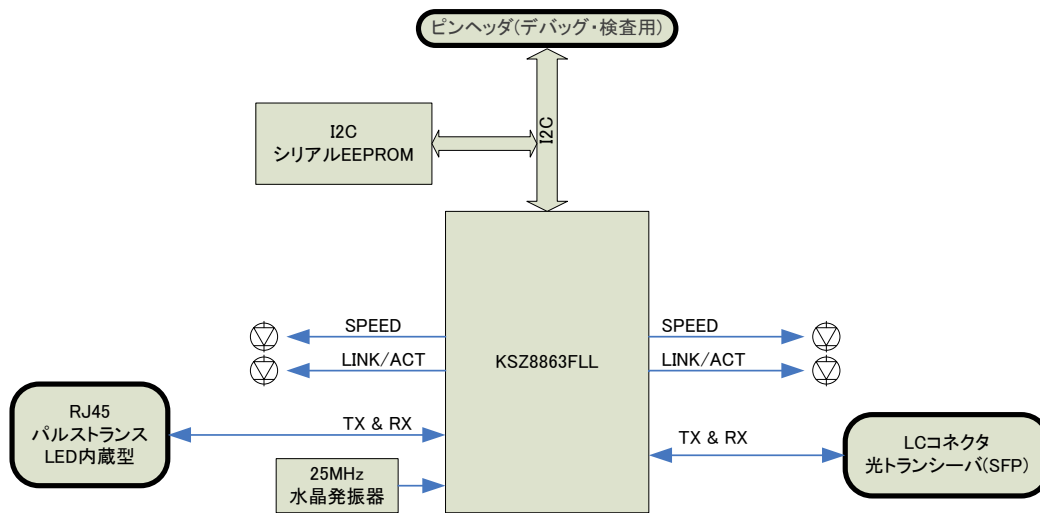 ピンヘッダ(デバッグ・検査用)
I2C
シリアルEEPROM
I2C
SPEED
LINK/ACT
KSZ8863FLL
SPEED
LINK/ACT
RJ45
パルストランス
LED内蔵型
TX & RX
TX & RX
LCコネクタ
光トランシーバ(SFP)
25MHz
水晶発振器